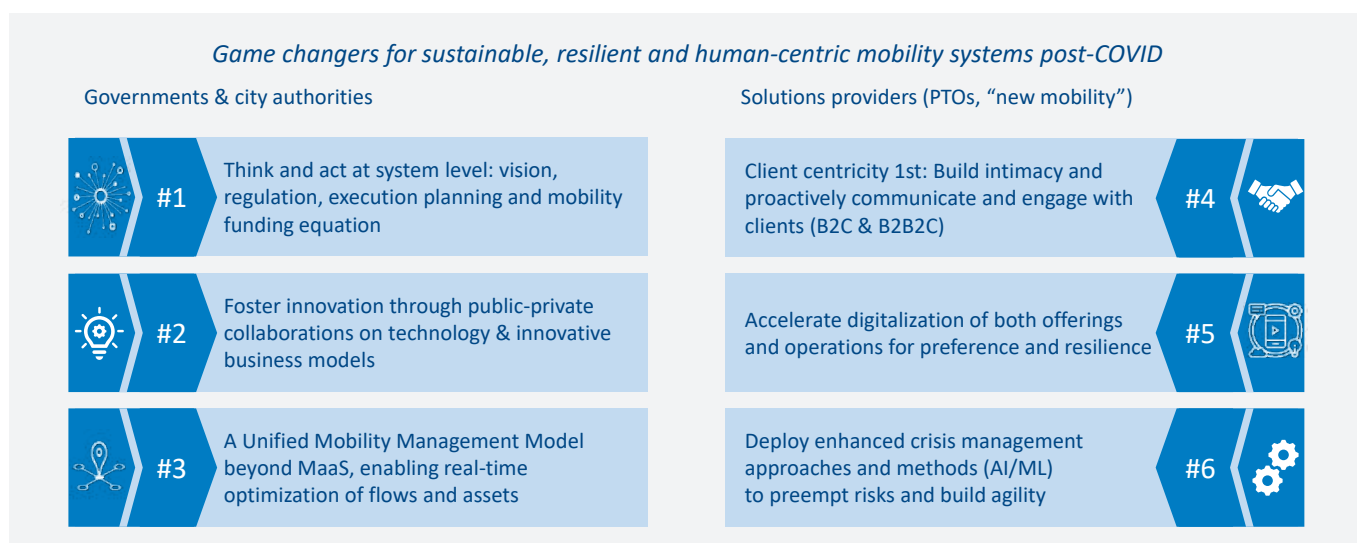 Game changers for sustainable, resilient and human-centric mobility systems post-COVID
Governments & city authorities
#1
Think and act at system level: vision,
regulation, execution planning and mobility
funding equation
#2
Foster innovation through public-private
collaborations on technology & innovative
business models
#3
A Unified Mobility Management Model
beyond MaaS, enabling real-time
optimization of flows and assets
Solutions providers (PTOs, “new mobility”)
Client centricity 1st: Build intimacy and
proactively communicate and engage with
clients (B2C & B2B2C)
#4
Accelerate digitalization of both offerings
and operations for preference and resilience
#5
Deploy enhanced crisis management
approaches and methods (AI/ML)
to preempt risks and build agility
#6